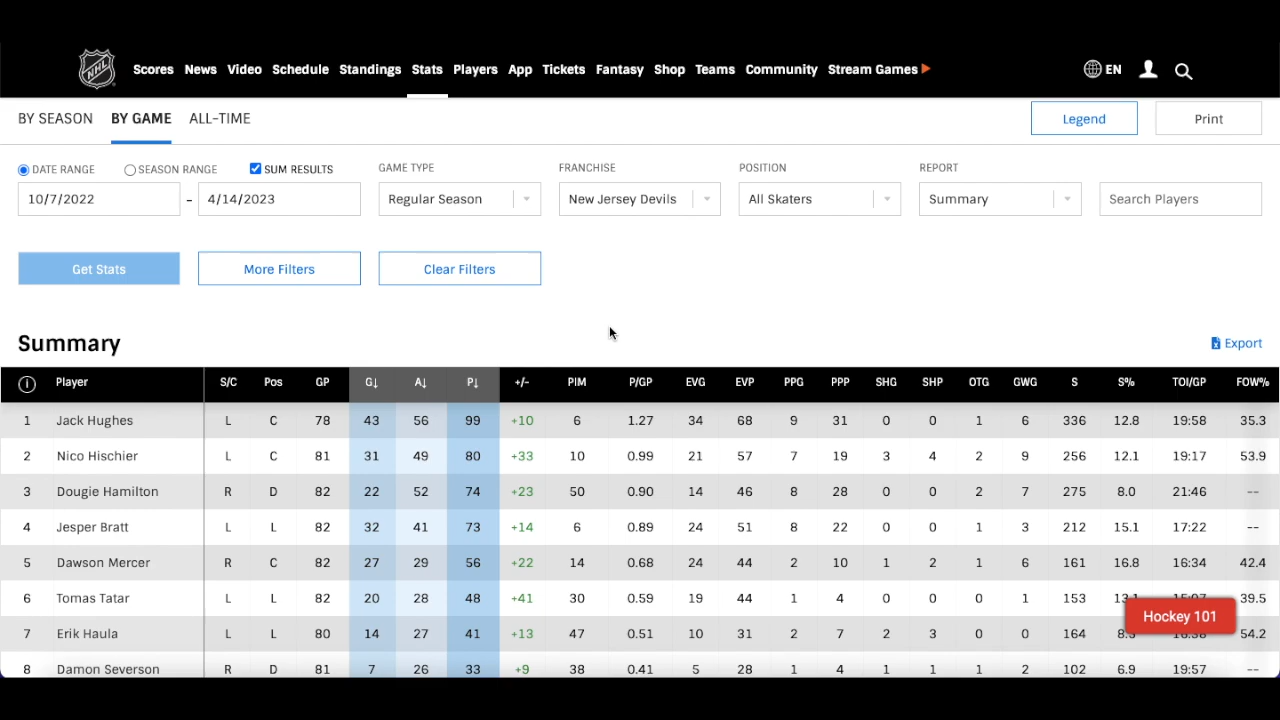 NHL Scores News Video Schedule Standings Stats Players App Tickets Fantasy Shop Teams Community Stream Games EN
BY SEASON BY GAME ALL-TIME Legend Print
DATE RANGE SEASON RANGE SUM RESULTS GAME TYPE FRANCHISE POSITION REPORT
10/7/2022 – 4/14/2023 Regular Season New Jersey Devils All Skaters Summary Search Players
Get Stats More Filters Clear Filters
Summary Export
i Player S/C Pos GP G↓ A↓ P↓ +/- PIM P/GP EVG EVP PPG PPP SHG SHP OTG GWG S S% TOI/GP FOW%
1 Jack Hughes L C 78 43 56 99 +10 6 1.27 34 68 9 31 0 0 1 6 336 12.8 19:58 35.3
2 Nico Hischier L C 81 31 49 80 +33 10 0.99 21 57 7 19 3 4 2 9 256 12.1 19:17 53.9
3 Dougie Hamilton R D 82 22 52 74 +23 50 0.90 14 46 8 28 0 0 2 7 275 8.0 21:46 --
4 Jesper Bratt L L 82 32 41 73 +14 6 0.89 24 51 8 22 0 0 1 3 212 15.1 17:22 --
5 Dawson Mercer R C 82 27 29 56 +22 14 0.68 24 44 2 10 1 2 1 6 161 16.8 16:34 42.4
6 Tomas Tatar L L 82 20 28 48 +41 30 0.59 19 44 1 4 0 0 0 1 153 39.5
Hockey 101
7 Erik Haula L L 80 14 27 41 +13 47 0.51 10 31 2 7 2 3 0 0 164 54.2
8 Damon Severson R D 81 7 26 33 +9 38 0.41 5 28 1 4 1 1 1 2 102 6.9 19:57 --